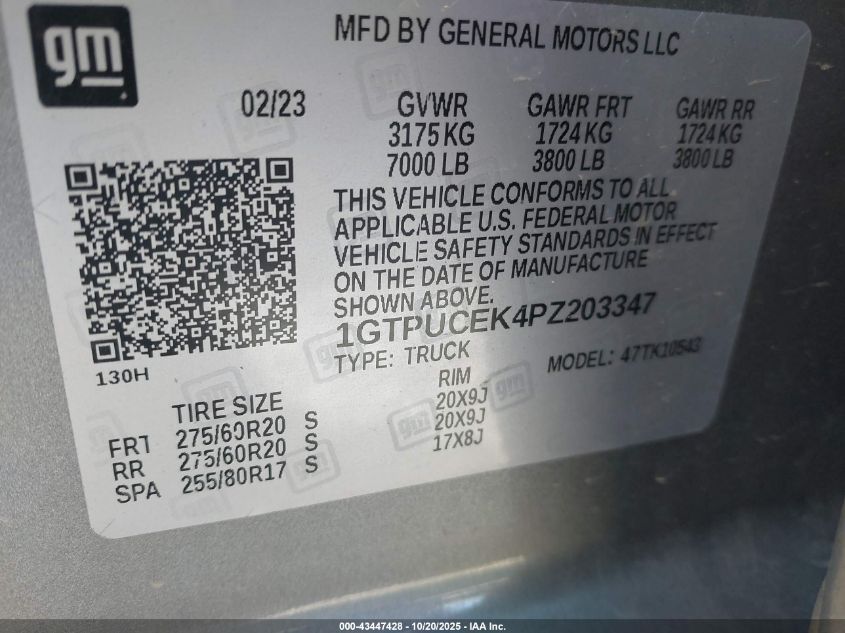 gm
MFD BY GENERAL MOTORS LLC
02/23 GVWR GAWR FRT GAWR RR
3175 KG 1724 KG 1724 KG
7000 LB 3800 LB 3800 LB
THIS VEHICLE CONFORMS TO ALL
APPLICABLE U.S. FEDERAL MOTOR
VEHICLE SAFETY STANDARDS IN EFFECT
ON THE DATE OF MANUFACTURE
SHOWN ABOVE.
1GTPUCEK4PZ203347
TYPE: TRUCK MODEL: 47TK10543
130H
TIRE SIZE RIM
FRT 275/60R20 S 20X9J
RR 275/60R20 S 20X9J
SPA 255/80R17 S 17X8J
000-43447428 - 10/20/2025 - IAA Inc.